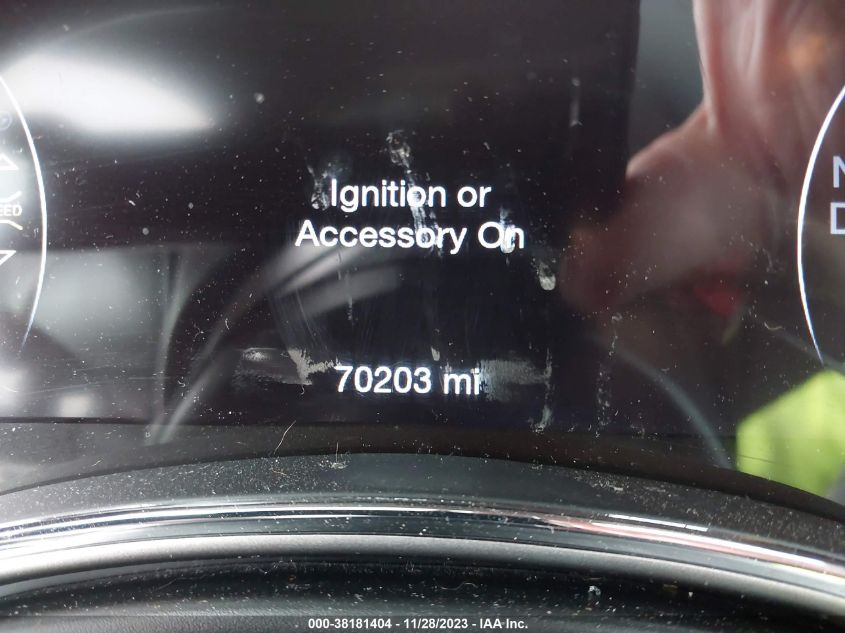 Ignition or
Accessory On
70203 mi
000-38181404 - 11/28/2023 - IAA Inc.